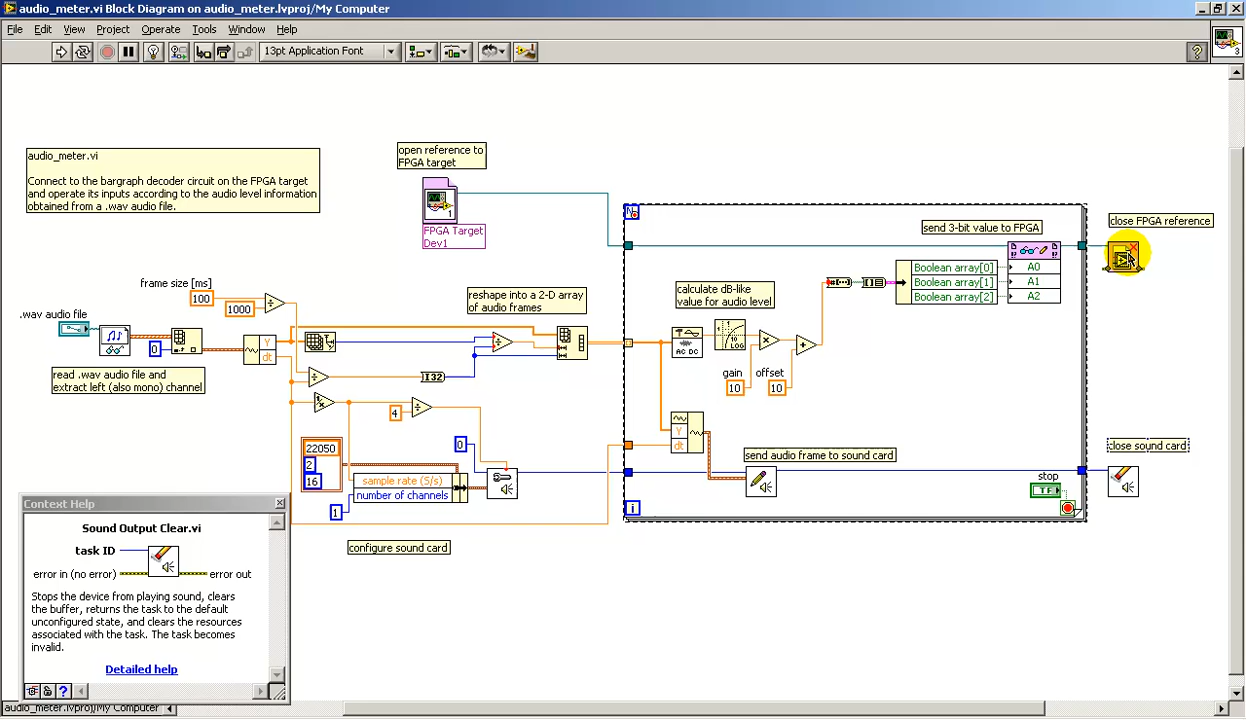 audio_meter.vi Block Diagram on audio_meter.lvproj/My Computer
File Edit View Project Operate Tools Window Help
13pt Application Font
?
3
audio_meter.vi
Connect to the bargraph decoder circuit on the FPGA target
and operate its inputs according to the audio level information
obtained from a .wav audio file.
open reference to
FPGA target
1
FPGA Target
Dev1
N
send 3-bit value to FPGA
close FPGA reference
Boolean array[0] A0
Boolean array[1] A1
Boolean array[2] A2
frame size [ms]
100
1000
.wav audio file
0
read .wav audio file and
extract left (also mono) channel
Y
dt
reshape into a 2-D array
of audio frames
I32
calculate dB-like
value for audio level
AC DC
LOG
10
gain
10
offset
10
4
0
22050
2
16
sample rate (S/s)
number of channels
1
configure sound card
Y
dt
send audio frame to sound card
stop
TF
i
close sound card
Context Help
Sound Output Clear.vi
task ID
error in (no error)
error out
Stops the device from playing sound, clears
the buffer, returns the task to the default
unconfigured state, and clears the resources
associated with the task. The task becomes
invalid.
Detailed help
?
audio_meter.lvproj/My Computer